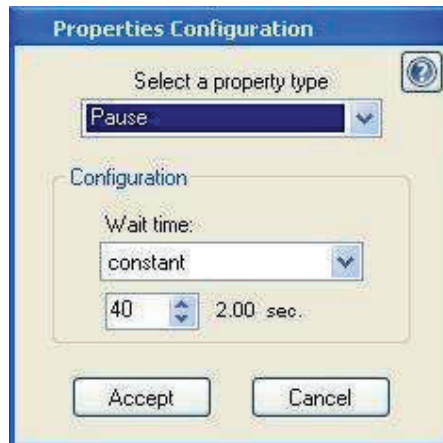 Properties Configuration
Select a property type
Pause
Configuration
Wait time:
constant
40 2.00 sec.
Accept Cancel